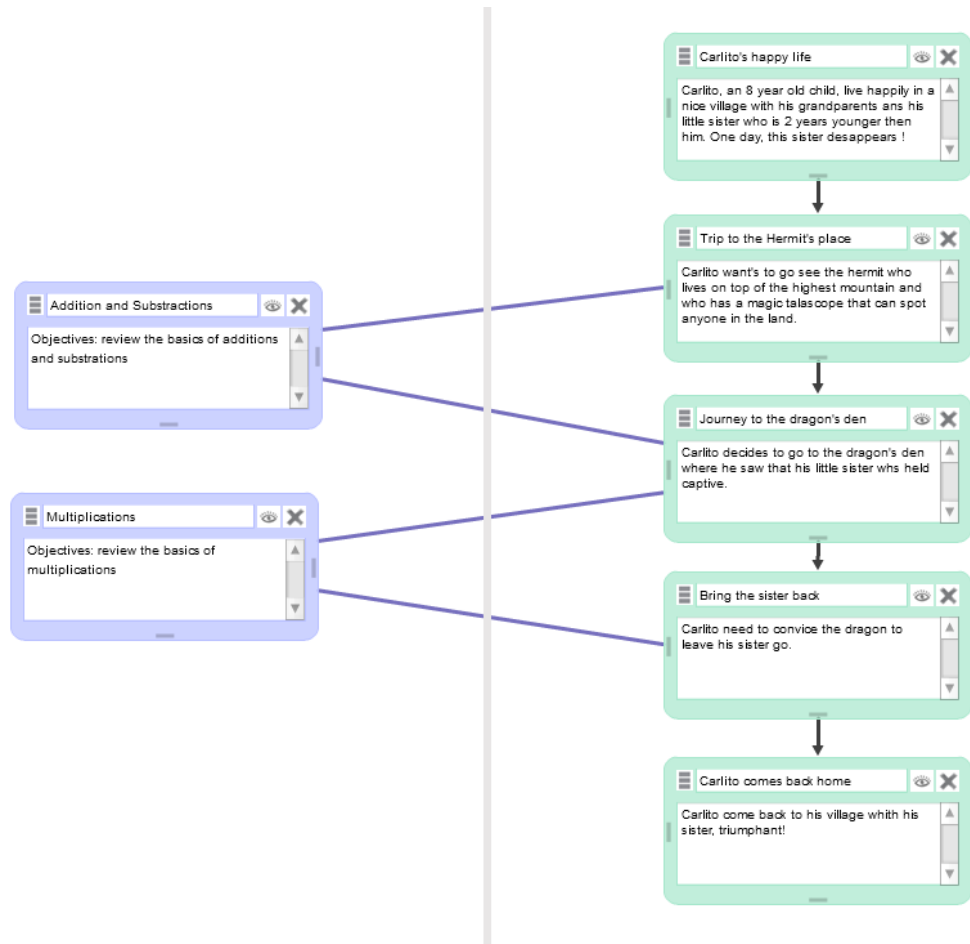 Addition and Substractions
Objectives: review the basics of additions
and substrations
Multiplications
Objectives: review the basics of
multiplications
Carlito's happy life
Carlito, an 8 year old child, live happily in a
nice village with his grandparents ans his
little sister who is 2 years younger then
him. One day, this sister desappears !
Trip to the Hermit's place
Carlito want's to go see the hermit who
lives on top of the highest mountain and
who has a magic talascope that can spot
anyone in the land.
Journey to the dragon's den
Carlito decides to go to the dragon's den
where he saw that his little sister whs held
captive.
Bring the sister back
Carlito need to convice the dragon to
leave his sister go.
Carlito comes back home
Carlito come back to his village whith his
sister, triumphant!